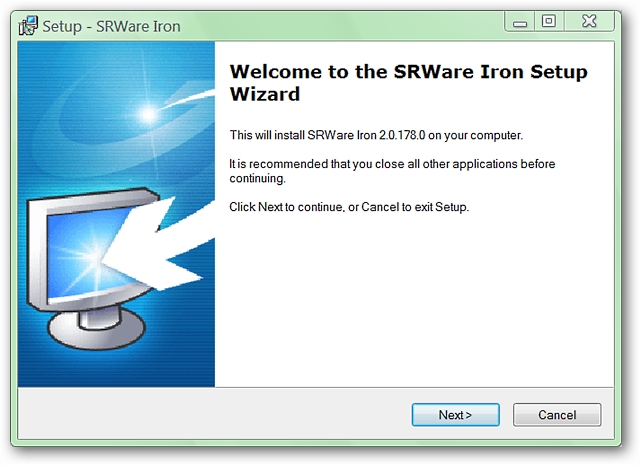 Setup - SRWare Iron
Welcome to the SRWare Iron Setup
Wizard
This will install SRWare Iron 2.0.178.0 on your computer.
It is recommended that you close all other applications before
continuing.
Click Next to continue, or Cancel to exit Setup.
Next >
Cancel